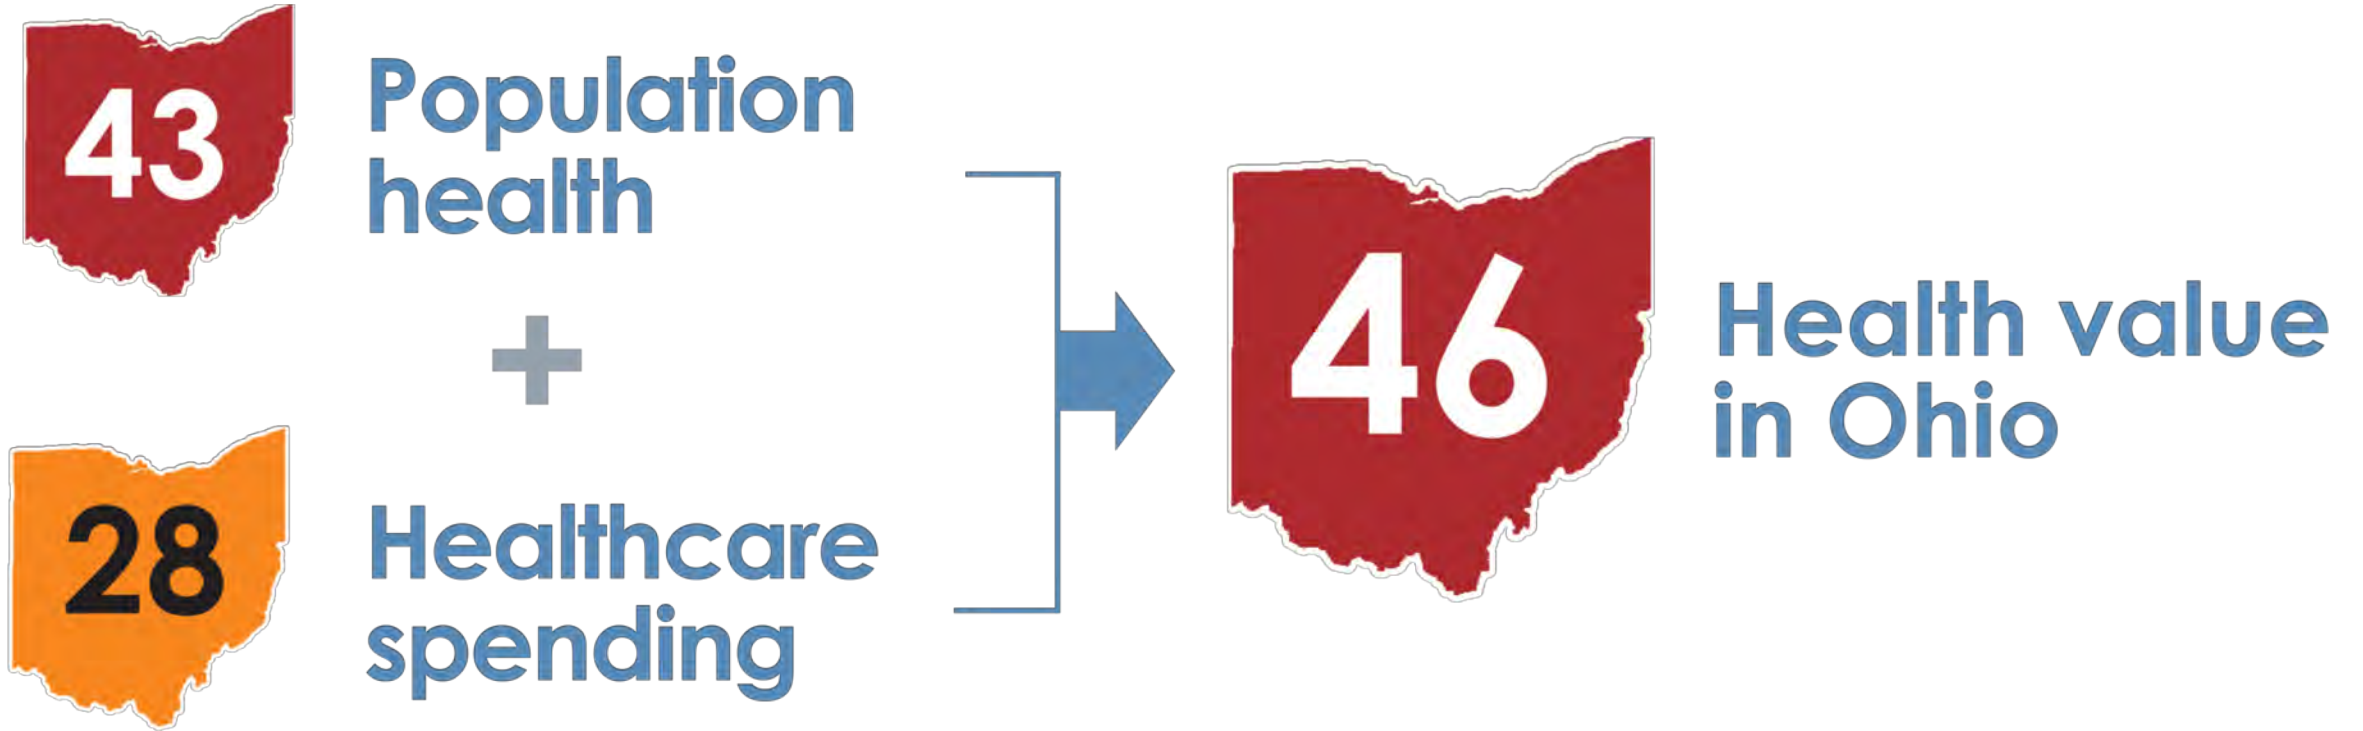 43
Population
health
+
28
Healthcare
spending
46
Health value
in Ohio